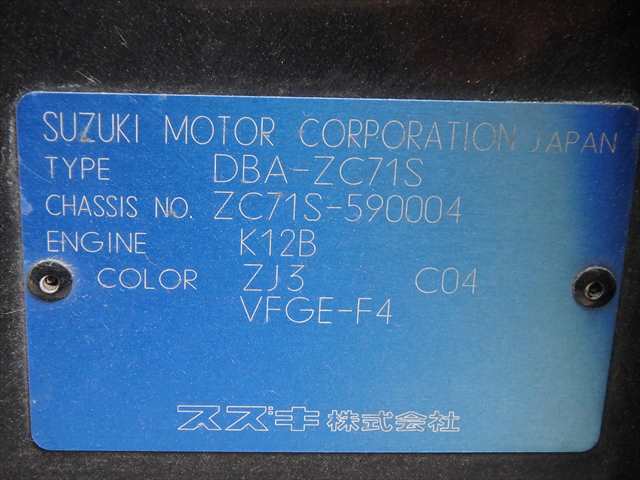 SUZUKI MOTOR CORPORATION JAPAN
TYPE DBA-ZC71S
CHASSIS NO. ZC71S-590004
ENGINE K12B
COLOR ZJ3 C04
VFGE-F4
スズキ株式会社